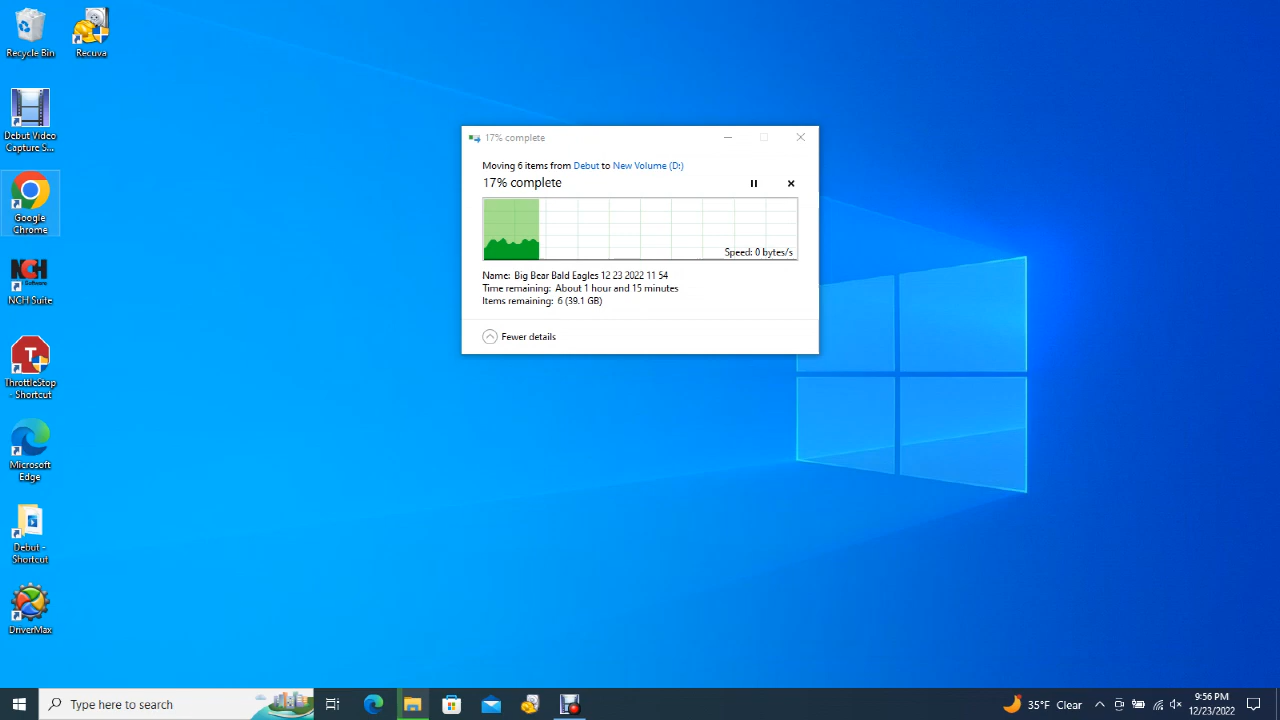 Recycle Bin
Recuva
Debut Video
Capture S...
Google
Chrome
NCH
Software
NCH Suite
T
ThrottleStop
- Shortcut
Microsoft
Edge
Debut -
Shortcut
DriverMax
17% complete
Moving 6 items from Debut to New Volume (D:)
17% complete
Speed: 0 bytes/s
Name: Big Bear Bald Eagles 12 23 2022 11 54
Time remaining: About 1 hour and 15 minutes
Items remaining: 6 (39.1 GB)
Fewer details
Type here to search
35°F Clear
9:56 PM
12/23/2022